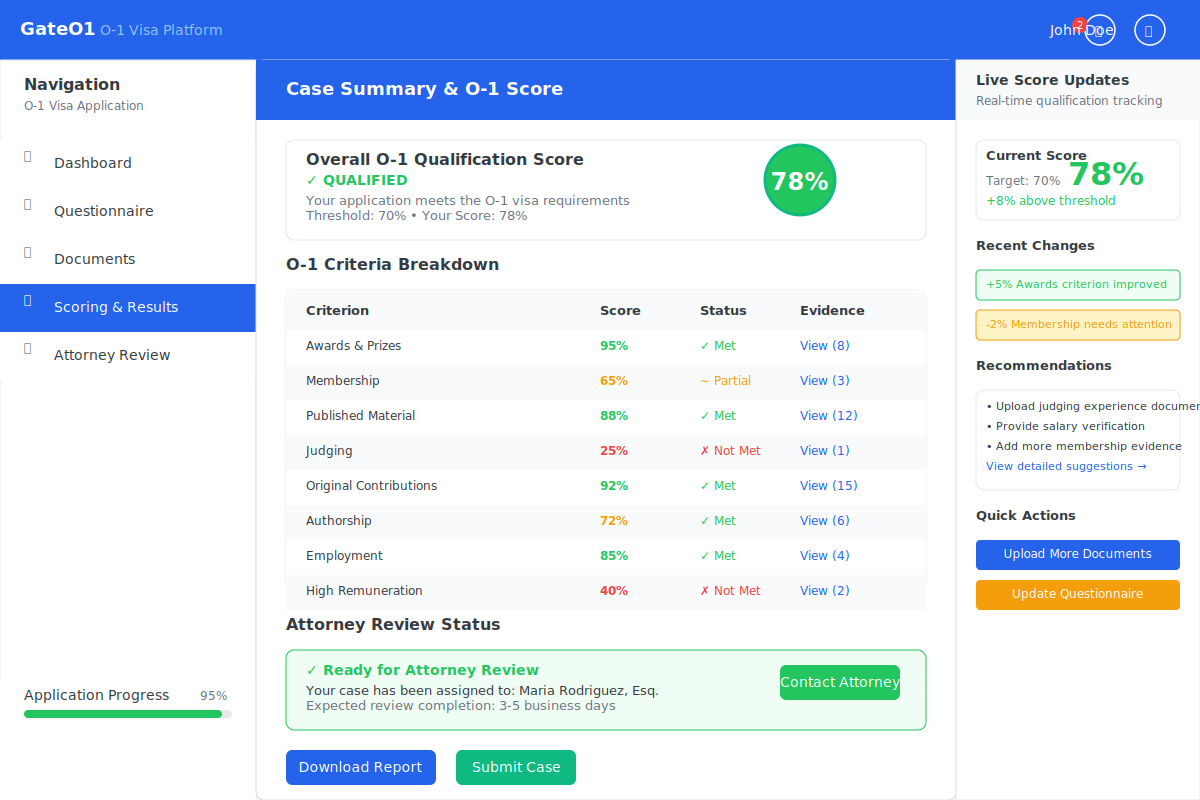 GateO1 O-1 Visa Platform
John Doe
2
Navigation
O-1 Visa Application
Dashboard
Questionnaire
Documents
Scoring & Results
Attorney Review
Application Progress 95%
Case Summary & O-1 Score
Overall O-1 Qualification Score
✓ QUALIFIED
Your application meets the O-1 visa requirements
Threshold: 70% • Your Score: 78%
78%
O-1 Criteria Breakdown
Criterion Score Status Evidence
Awards & Prizes 95% ✓ Met View (8)
Membership 65% ~ Partial View (3)
Published Material 88% ✓ Met View (12)
Judging 25% ✗ Not Met View (1)
Original Contributions 92% ✓ Met View (15)
Authorship 72% ✓ Met View (6)
Employment 85% ✓ Met View (4)
High Remuneration 40% ✗ Not Met View (2)
Attorney Review Status
✓ Ready for Attorney Review
Your case has been assigned to: Maria Rodriguez, Esq.
Expected review completion: 3-5 business days
Contact Attorney
Download Report Submit Case
Live Score Updates
Real-time qualification tracking
Current Score
Target: 70% 78%
+8% above threshold
Recent Changes
+5% Awards criterion improved
-2% Membership needs attention
Recommendations
• Upload judging experience documen
• Provide salary verification
• Add more membership evidence
View detailed suggestions →
Quick Actions
Upload More Documents
Update Questionnaire